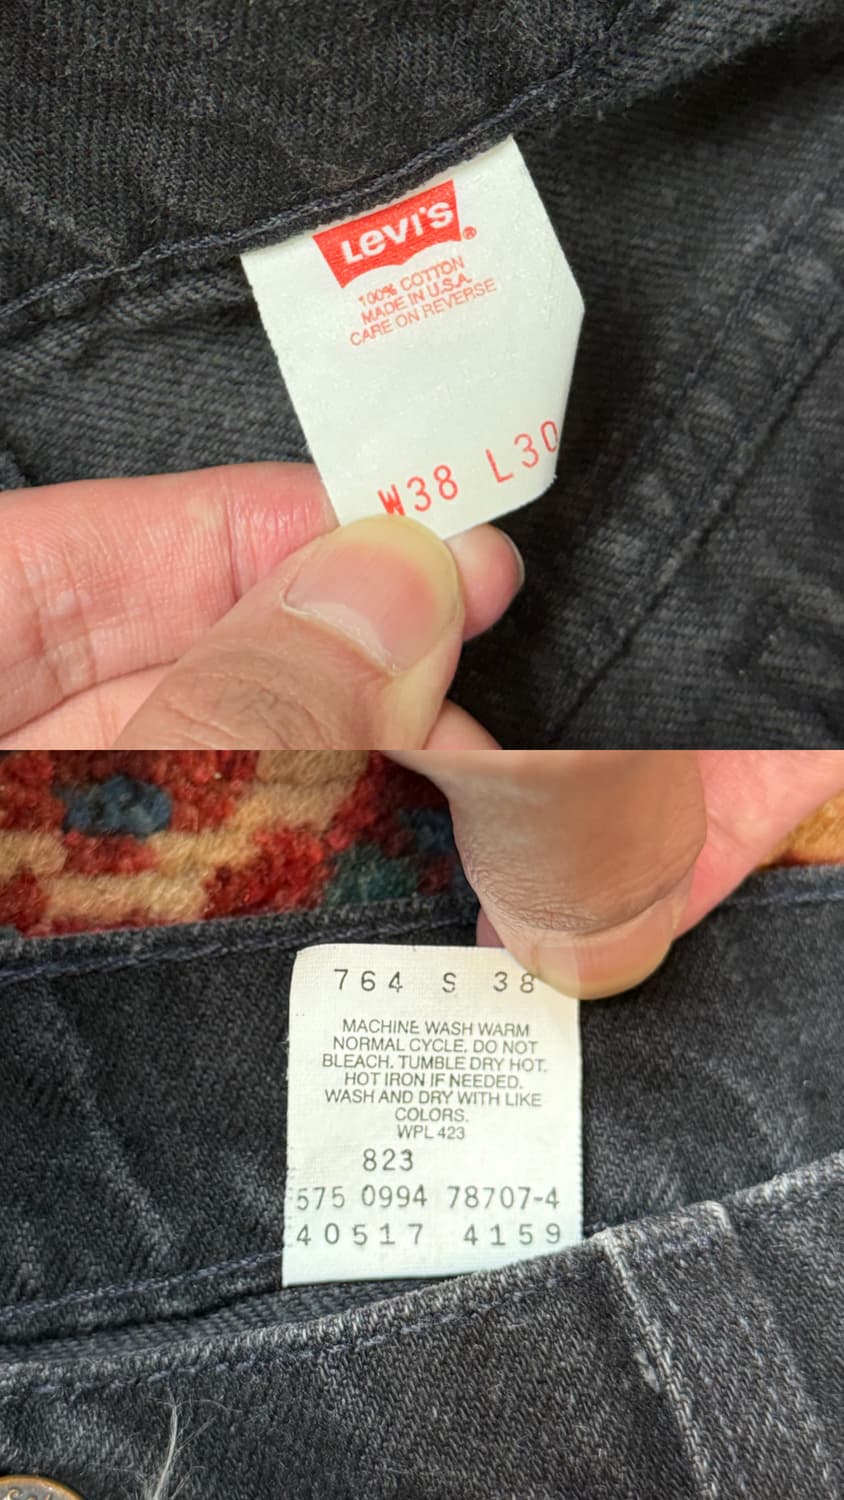 Levi's®
100% COTTON
MADE IN U.S.A.
CARE ON REVERSE
W38 L30
764 S 38
MACHINE WASH WARM
NORMAL CYCLE. DO NOT
BLEACH. TUMBLE DRY HOT.
HOT IRON IF NEEDED.
WASH AND DRY WITH LIKE
COLORS.
WPL 423
823
575 0994 78707-4
40517 4159